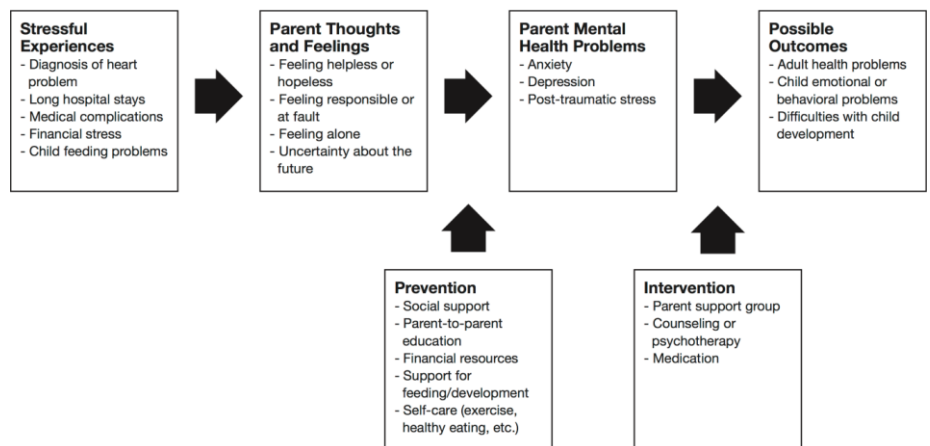 Stressful
Experiences
- Diagnosis of heart
problem
- Long hospital stays
- Medical complications
- Financial stress
- Child feeding problems
Parent Thoughts
and Feelings
- Feeling helpless or
hopeless
- Feeling responsible or
at fault
- Feeling alone
- Uncertainty about the
future
Parent Mental
Health Problems
- Anxiety
- Depression
- Post-traumatic stress
Possible
Outcomes
- Adult health problems
- Child emotional or
behavioral problems
- Difficulties with child
development
Prevention
- Social support
- Parent-to-parent
education
- Financial resources
- Support for
feeding/development
- Self-care (exercise,
healthy eating, etc.)
Intervention
- Parent support group
- Counseling or
psychotherapy
- Medication